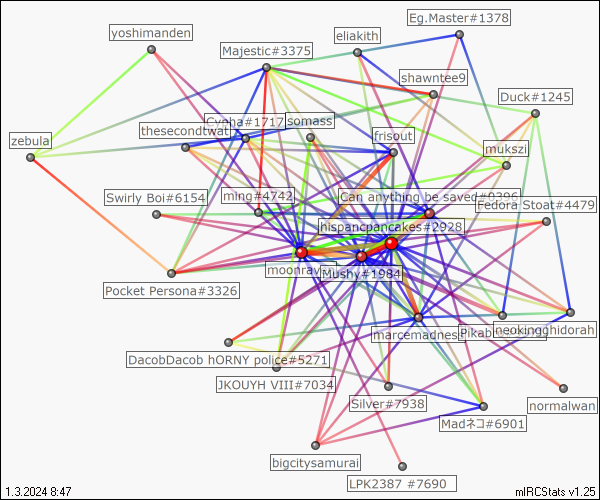 Eg.Master#1378
yoshimanden
eliakith
Majestic#3375
shawntee9
Duck#1245
Cypha#1717
somass
thesecondtwat
frisout
zebula
mukszi
Swirly Boi#6154
ming#4742
Can anything be saved#9386
Fedora Stoat#4479
hispancpancakes#2928
moonrav
Mushy#1984
Pocket Persona#3326
marcemadness
Pikab
neokingghidorah
DacobDacob hORNY police#5271
JKOUYH VIII#7034
Silver#7938
normalwan
Madネコ#6901
bigcitysamurai
LPK2387 #7690
1.3.2024 8:47
mIRCStats v1.25